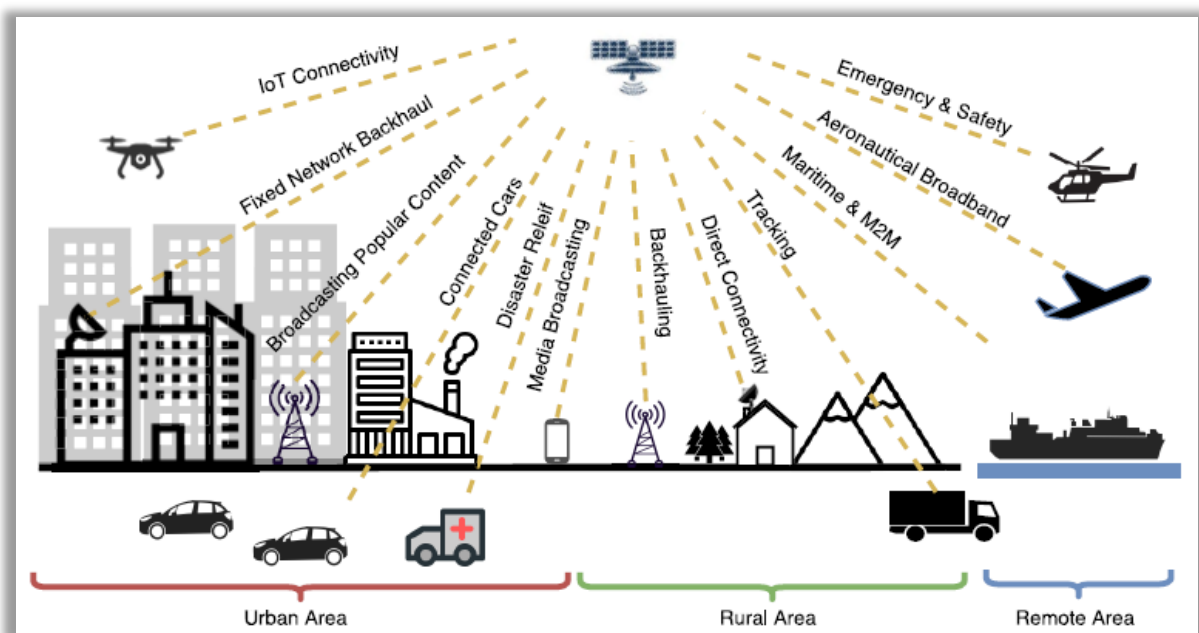 IoT Connectivity
Fixed Network Backhaul
Broadcasting Popular Content
Connected Cars
Disaster Releif
Media Broadcasting
Backhauling
Direct Connectivity
Tracking
Maritime & M2M
Aeronautical Broadband
Emergency & Safety
Urban Area
Rural Area
Remote Area